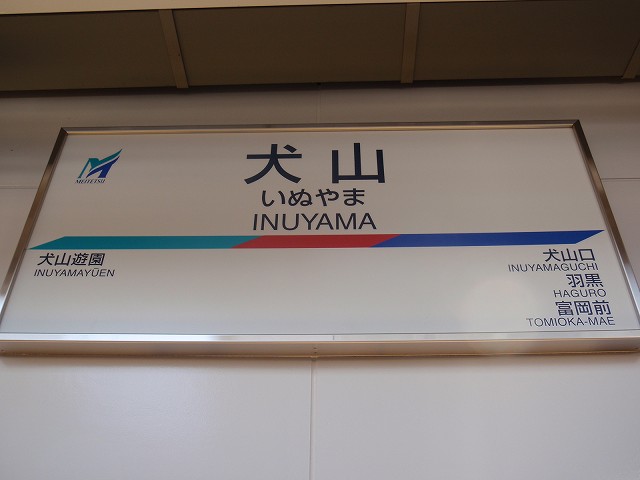 MEITETSU
犬山
いぬやま
INUYAMA
犬山遊園
INUYAMAYŪEN
犬山口
INUYAMAGUCHI
羽黒
HAGURO
富岡前
TOMIOKA-MAE